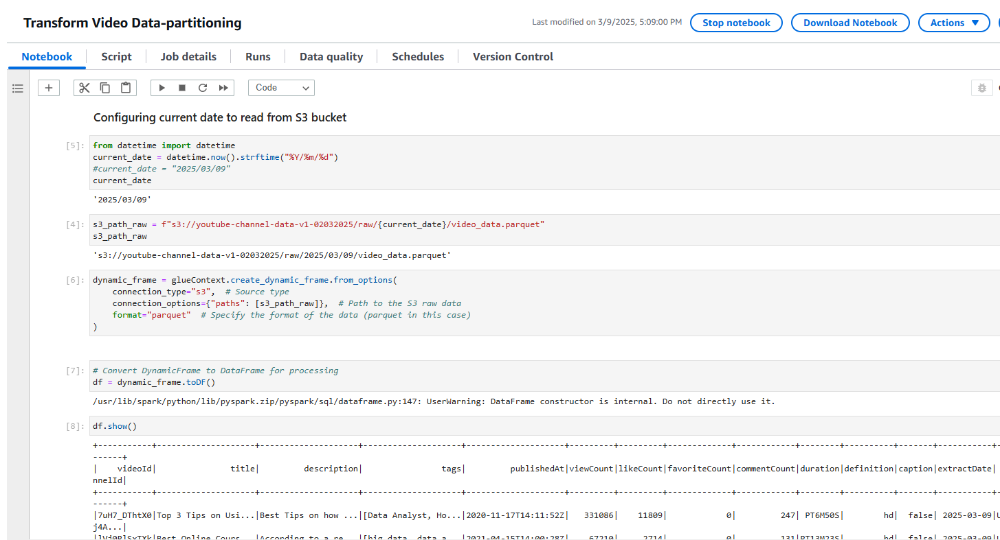 Transform Video Data-partitioning
Last modified on 3/9/2025, 5:09:00 PM
Stop notebook
Download Notebook
Actions ▼
Notebook
Script
Job details
Runs
Data quality
Schedules
Version Control
Code
Configuring current date to read from S3 bucket
[5]:
from datetime import datetime
current_date = datetime.now().strftime("%Y/%m/%d")
#current_date = "2025/03/09"
current_date
'2025/03/09'
[4]:
s3_path_raw = f"s3://youtube-channel-data-v1-02032025/raw/{current_date}/video_data.parquet"
s3_path_raw
's3://youtube-channel-data-v1-02032025/raw/2025/03/09/video_data.parquet'
[6]:
dynamic_frame = glueContext.create_dynamic_frame.from_options(
    connection_type="s3",  # Source type
    connection_options={"paths": [s3_path_raw]},  # Path to the S3 raw data
    format="parquet"  # Specify the format of the data (parquet in this case)
)
[7]:
# Convert DynamicFrame to DataFrame for processing
df = dynamic_frame.toDF()
/usr/lib/spark/python/lib/pyspark.zip/pyspark/sql/dataframe.py:147: UserWarning: DataFrame constructor is internal. Do not directly use it.
[8]:
df.show()
+-----------+--------------------+--------------------+--------------------+--------------------+---------+---------+-------------+------------+--------+----------+-------+-----------+-
------+
|    videoId|               title|         description|                tags|         publishedAt|viewCount|likeCount|favoriteCount|commentCount|duration|definition|caption|extractDate|
nnelId|
+-----------+--------------------+--------------------+--------------------+--------------------+---------+---------+-------------+------------+--------+----------+-------+-----------+-
------+
|7uH7_DThtX0|Top 3 Tips on Usi...|Best Tips on how ...|[Data Analyst, Ho...|2020-11-17T14:11:52Z|   331086|    11809|            0|         247| PT6M50S|        hd|  false| 2025-03-09|U
j4A...|
|Best Online Cours...|According to a re...|[big data, data a...|2021-04-15T14:00:28Z|    67210|     2714|            0|         131|PT13M23S|        hd|  false| 2025-03-09|U